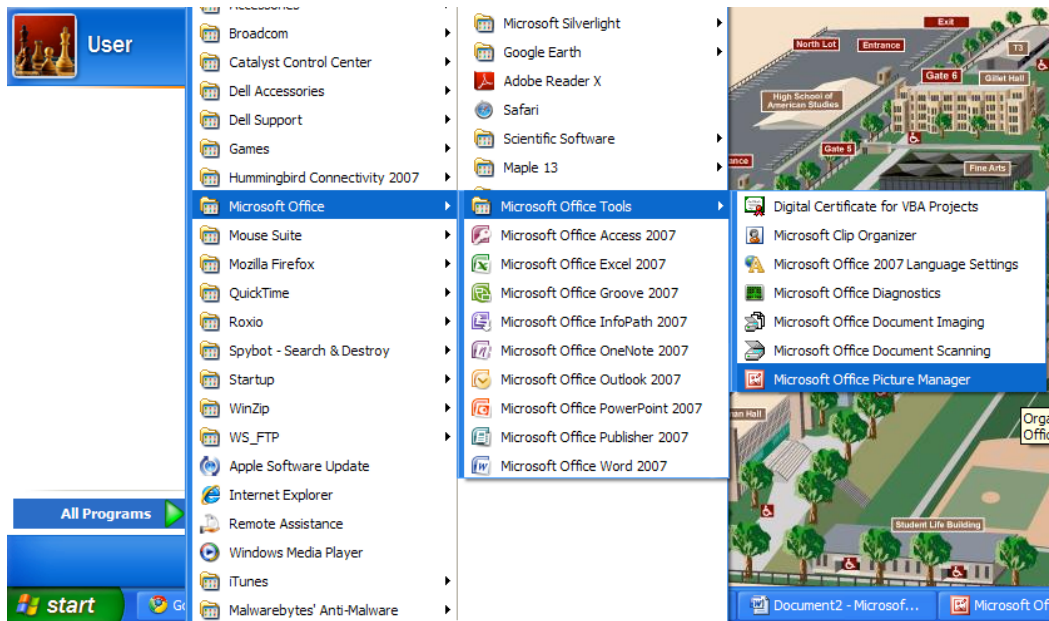 User
Broadcom
Catalyst Control Center
Dell Accessories
Dell Support
Games
Hummingbird Connectivity 2007
Microsoft Office
Mouse Suite
Mozilla Firefox
QuickTime
Roxio
Spybot - Search & Destroy
Startup
WinZip
WS_FTP
Apple Software Update
Internet Explorer
Remote Assistance
Windows Media Player
iTunes
Malwarebytes' Anti-Malware
All Programs
start
Microsoft Silverlight
Google Earth
Adobe Reader X
Safari
Scientific Software
Maple 13
Microsoft Office Tools
Microsoft Office Access 2007
Microsoft Office Excel 2007
Microsoft Office Groove 2007
Microsoft Office InfoPath 2007
Microsoft Office OneNote 2007
Microsoft Office Outlook 2007
Microsoft Office PowerPoint 2007
Microsoft Office Publisher 2007
Microsoft Office Word 2007
Digital Certificate for VBA Projects
Microsoft Clip Organizer
Microsoft Office 2007 Language Settings
Microsoft Office Diagnostics
Microsoft Office Document Imaging
Microsoft Office Document Scanning
Microsoft Office Picture Manager
Exit
North Lot
Entrance
T3
Gate 6
Gillet Hall
High School of
American Studies
Gate 5
Fine Arts
Hall
Student Life Building
Document2 - Microsof...
Microsoft Of